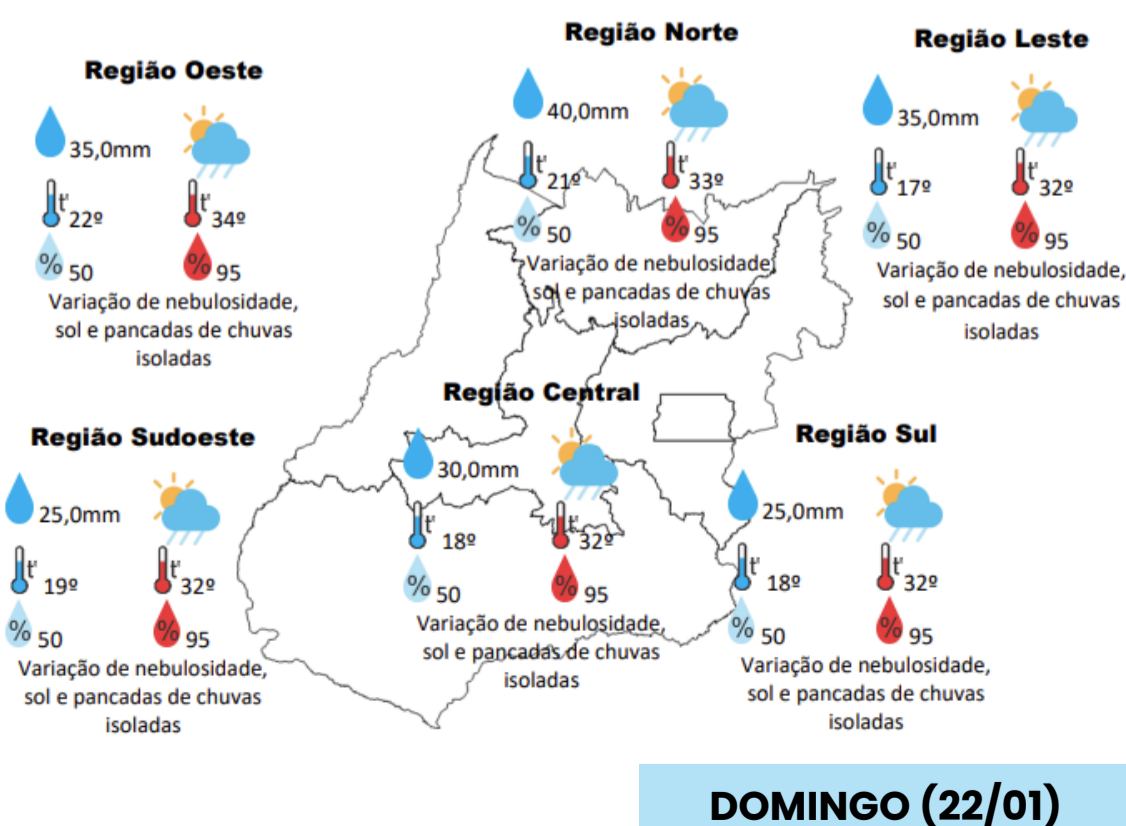 Região Oeste
35,0mm
t'
t'
22º
34º
%
50
%
95
Variação de nebulosidade,
sol e pancadas de chuvas
isoladas
Região Norte
40,0mm
t'
t'
21º
33º
%
50
%
95
Variação de nebulosidade,
sol e pancadas de chuvas
isoladas
Região Leste
35,0mm
t'
t'
17º
32º
%
50
%
95
Variação de nebulosidade,
sol e pancadas de chuvas
isoladas
Região Sudoeste
25,0mm
t'
t'
19º
32º
%
50
%
95
Variação de nebulosidade,
sol e pancadas de chuvas
isoladas
Região Central
30,0mm
t'
t'
18º
32º
%
50
%
95
Variação de nebulosidade,
sol e pancadas de chuvas
isoladas
Região Sul
25,0mm
t'
t'
18º
32º
%
50
%
95
Variação de nebulosidade,
sol e pancadas de chuvas
isoladas
DOMINGO (22/01)